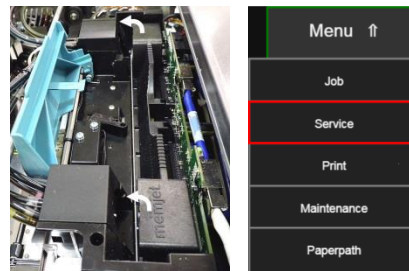 memjet
Menu ⇑
Job
Service
Print
Maintenance
Paperpath